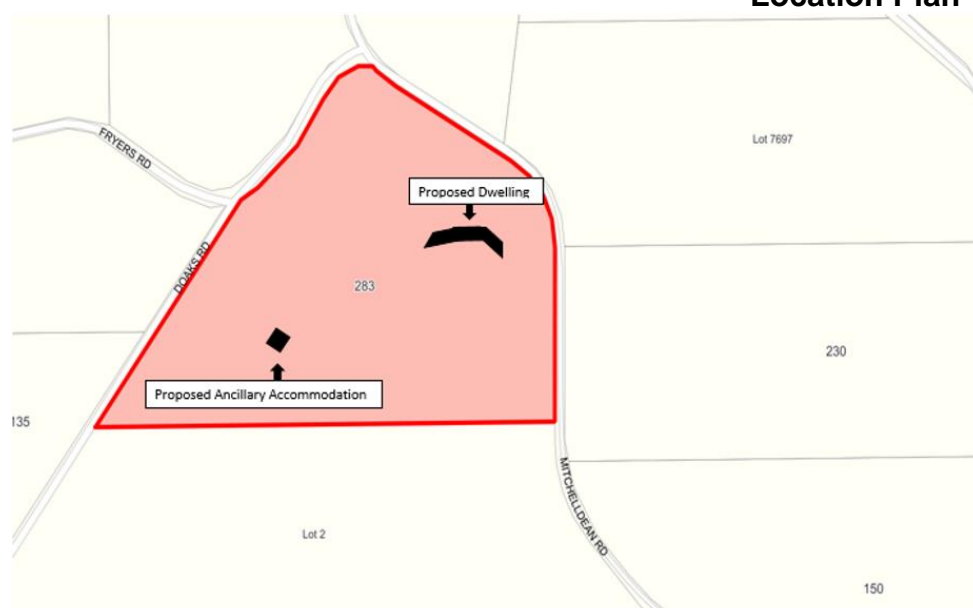 Location Plan
FRYERS RD
Lot 7697
Proposed Dwelling
DOAKS RD
283
230
Proposed Ancillary Accommodation
135
MITCHELLDEAN RD
Lot 2
150